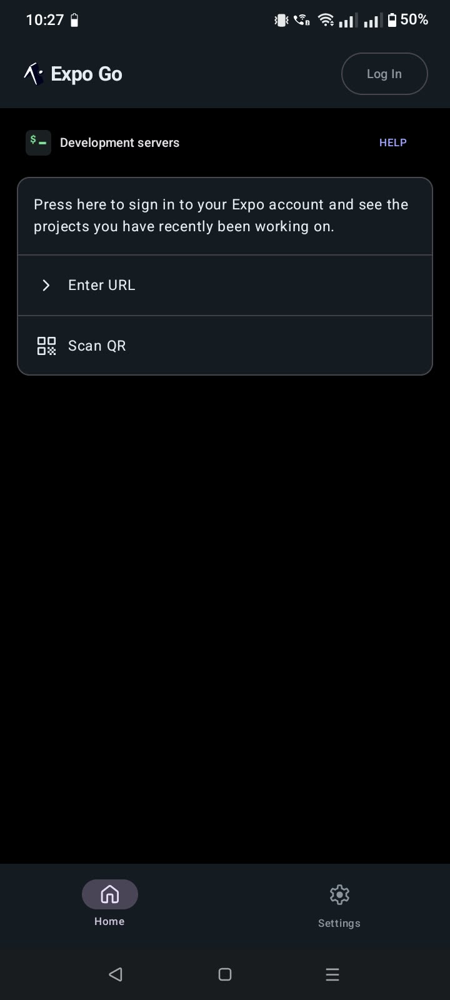 10:27
50%
Expo Go
Log In
$
Development servers
HELP
Press here to sign in to your Expo account and see the
projects you have recently been working on.
Enter URL
Scan QR
Home
Settings